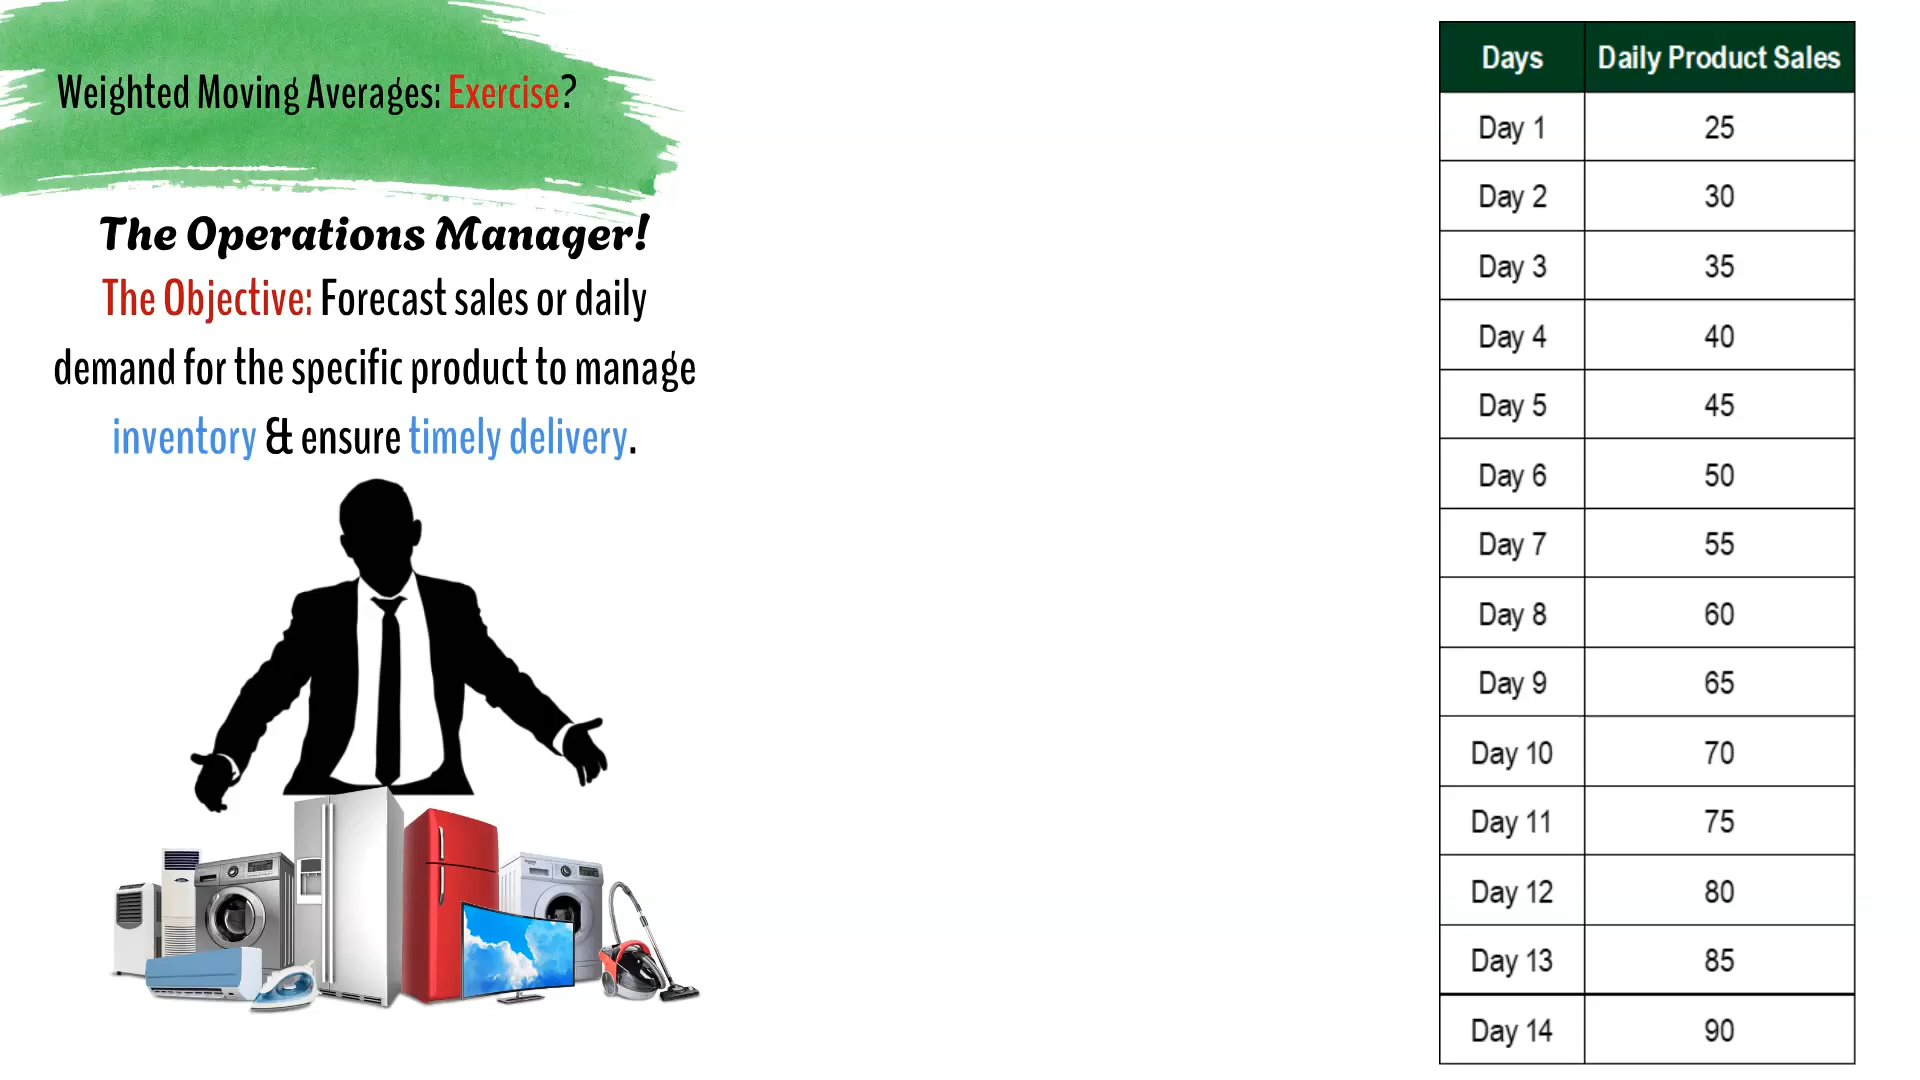 Weighted Moving Averages: Exercise?
The Operations Manager!
The Objective: Forecast sales or daily
demand for the specific product to manage
inventory & ensure timely delivery.
Days Daily Product Sales
Day 1 25
Day 2 30
Day 3 35
Day 4 40
Day 5 45
Day 6 50
Day 7 55
Day 8 60
Day 9 65
Day 10 70
Day 11 75
Day 12 80
Day 13 85
Day 14 90